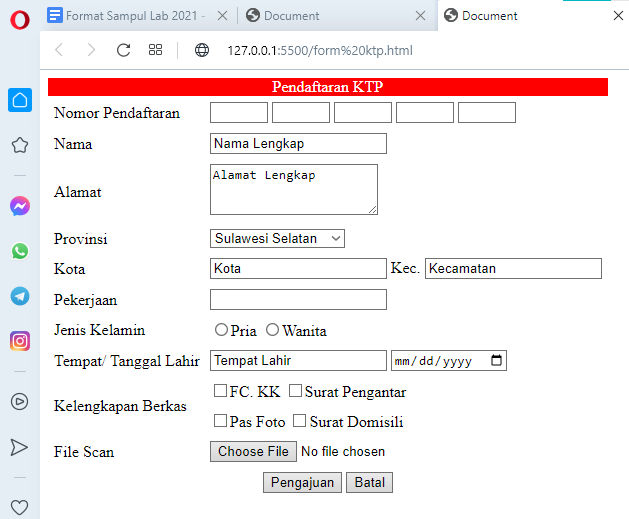 Format Sampul Lab 2021 - Document Document
127.0.0.1:5500/form%20ktp.html
Pendaftaran KTP
Nomor Pendaftaran
Nama Nama Lengkap
Alamat Alamat Lengkap
Provinsi Sulawesi Selatan
Kota Kota Kec. Kecamatan
Pekerjaan
Jenis Kelamin Pria Wanita
Tempat/ Tanggal Lahir Tempat Lahir mm/dd/yyyy
Kelengkapan Berkas FC. KK Surat Pengantar
Pas Foto Surat Domisili
File Scan Choose File No file chosen
Pengajuan Batal